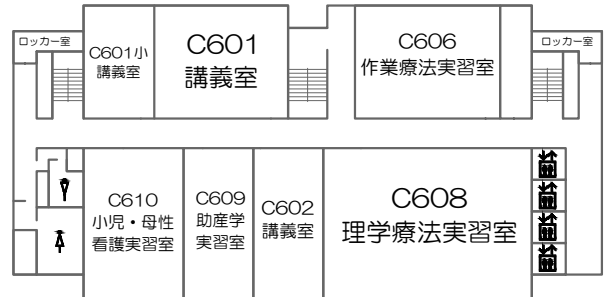 ロッカー室
C601小
講義室
C601
講義室
C606
作業療法実習室
ロッカー室
C610
小児・母性
看護実習室
C609
助産学
実習室
C602
講義室
C608
理学療法実習室